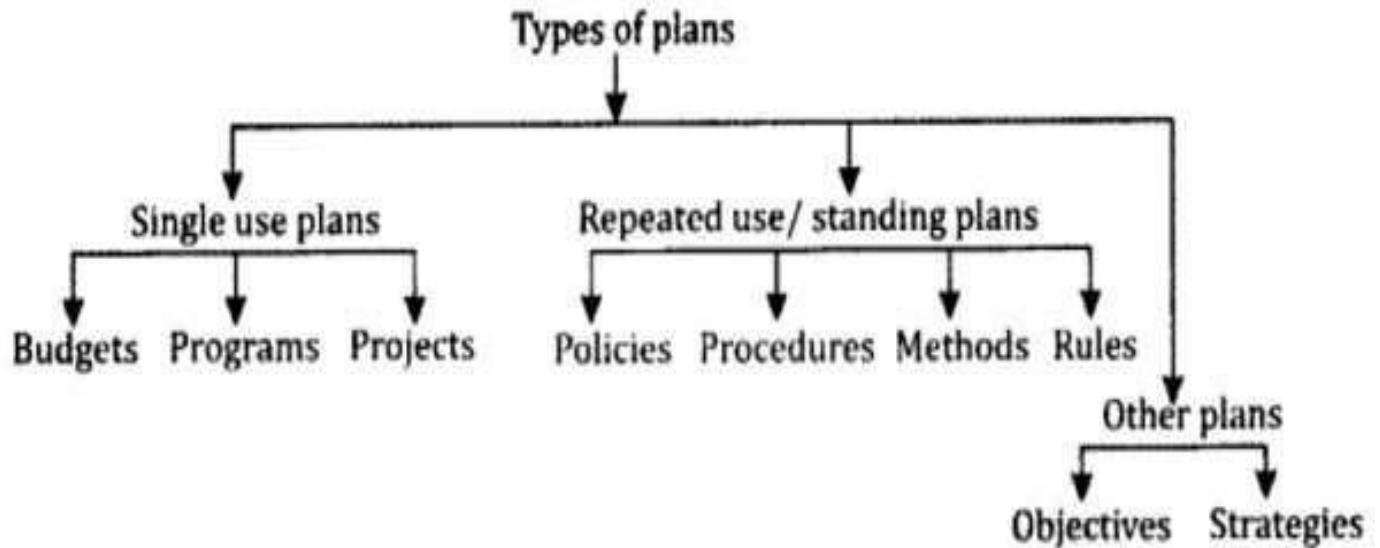 Types of plans
Single use plans
Repeated use/ standing plans
Budgets Programs Projects
Policies Procedures Methods Rules
Other plans
Objectives Strategies